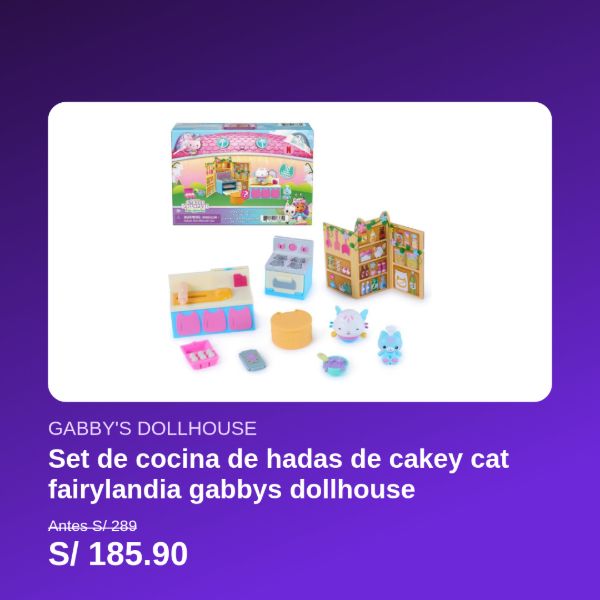 GABBY'S DOLLHOUSE
Set de cocina de hadas de cakey cat
fairylandia gabbys dollhouse
Antes S/ 289
S/ 185.90